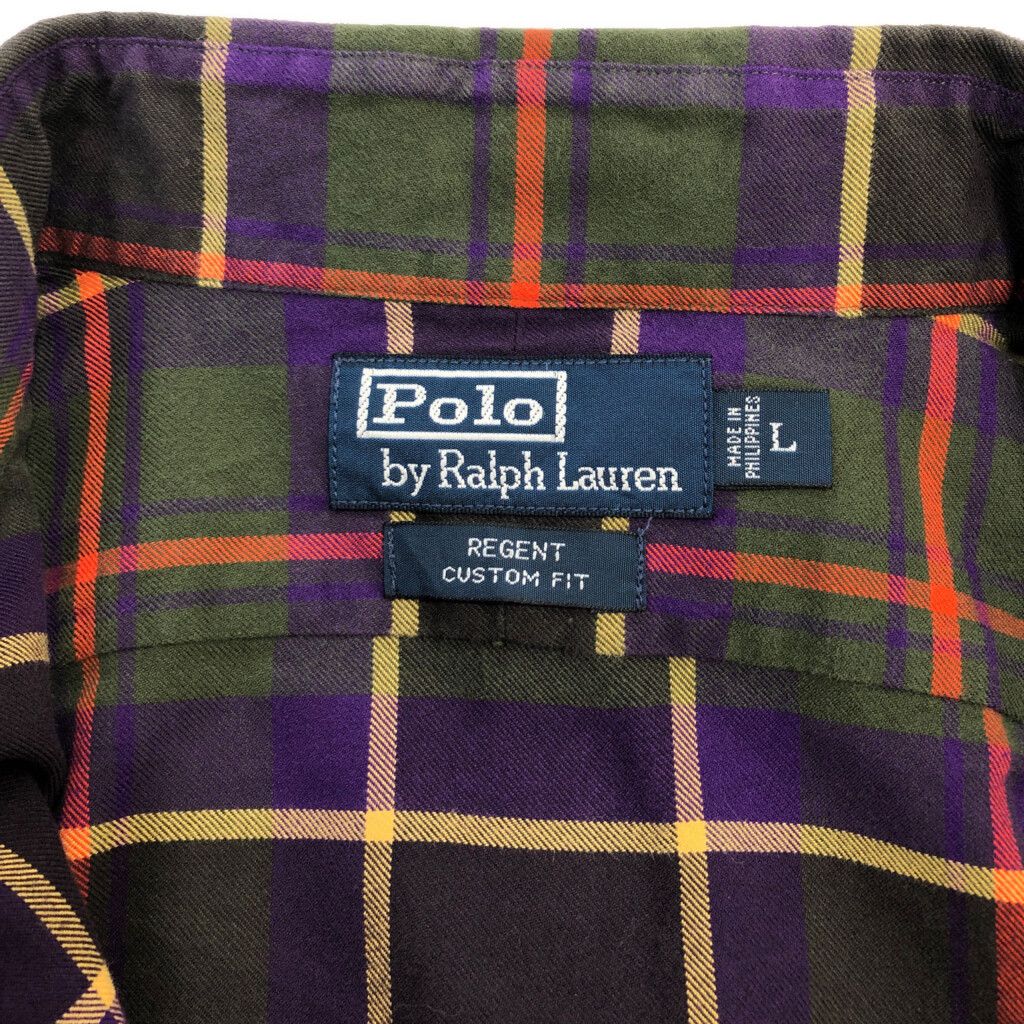 Polo
by Ralph Lauren
MADE IN
PHILIPPINES
L
REGENT
CUSTOM FIT